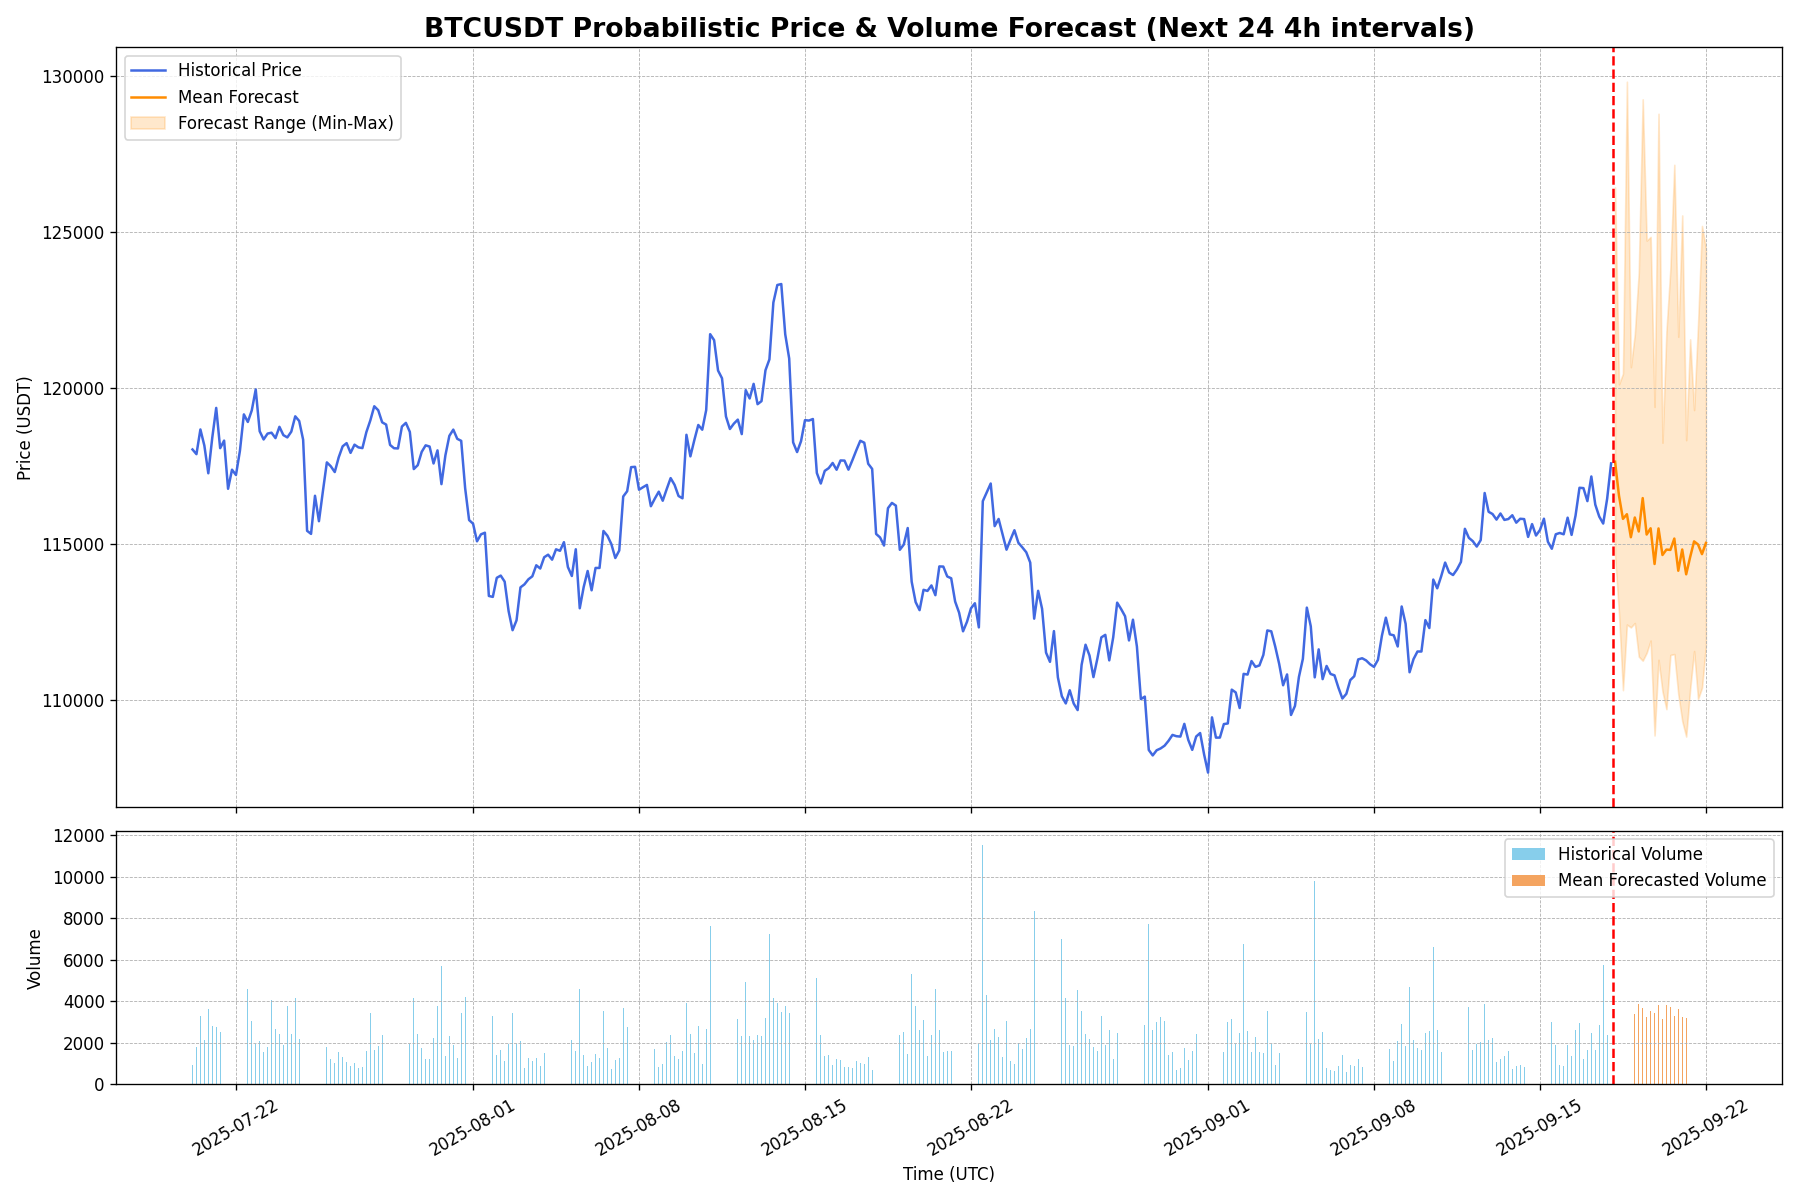 BTCUSDT Probabilistic Price & Volume Forecast (Next 24 4h intervals)
Historical Price
Mean Forecast
Forecast Range (Min-Max)
Price (USDT)
130000
125000
120000
115000
110000
Historical Volume
Mean Forecasted Volume
Volume
12000
10000
8000
6000
4000
2000
0
2025-07-22
2025-08-01
2025-08-08
2025-08-15
2025-08-22
2025-09-01
2025-09-08
2025-09-15
2025-09-22
Time (UTC)